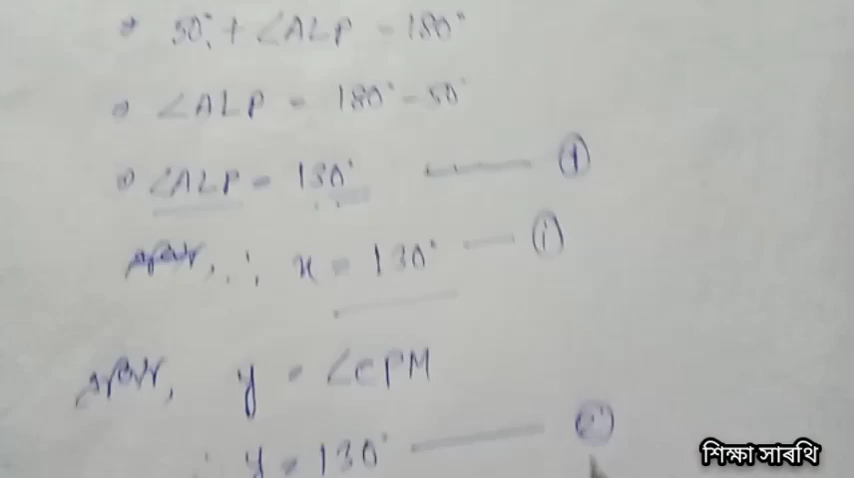 ⇒ 50° + ∠ALP = 180°
⇒ ∠ALP = 180° - 50°
⇒ ∠ALP = 130° —— (1)
∴ x = 130° — (i)
y = ∠CPM
∴ y = 130° ——
শিক্ষা সাৰথি